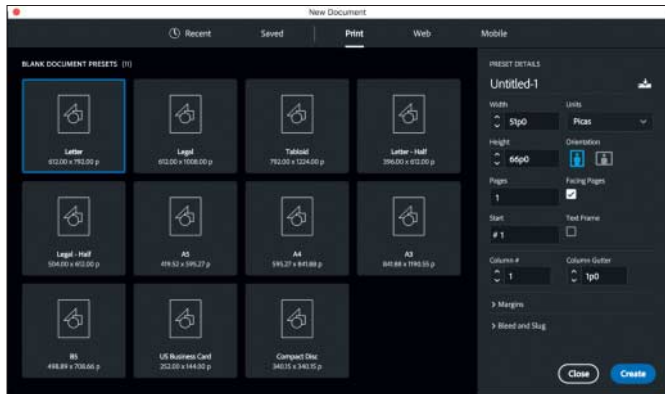 New Document
Recent Saved Print Web Mobile
BLANK DOCUMENT PRESETS (11)
Letter
612.00 x 792.00 p
Legal
612.00 x 1008.00 p
Tabloid
792.00 x 1224.00 p
Letter - Half
396.00 x 612.00 p
Legal - Half
504.00 x 612.00 p
A5
419.52 x 595.27 p
A4
595.27 x 841.88 p
A3
841.88 x 1190.55 p
B5
498.89 x 708.66 p
US Business Card
252.00 x 144.00 p
Compact Disc
340.15 x 340.15 p
PRESET DETAILS
Untitled-1
Width Units
51p0 Picas
Height Orientation
66p0
Pages Facing Pages
1
Start Text Frame
# 1
Column # Column Gutter
1 1p0
> Margins
> Bleed and Slug
Close Create